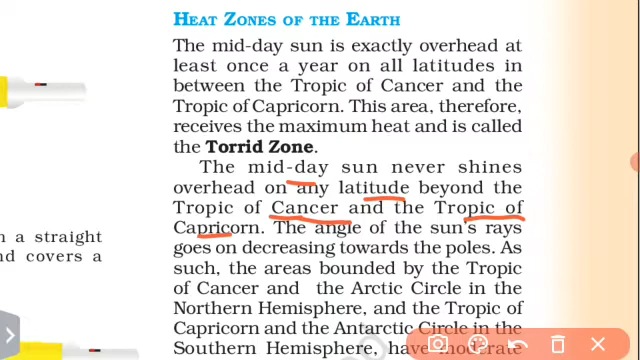 HEAT ZONES OF THE EARTH
The mid-day sun is exactly overhead at
least once a year on all latitudes in
between the Tropic of Cancer and the
Tropic of Capricorn. This area, therefore,
receives the maximum heat and is called
the Torrid Zone.
The mid-day sun never shines
overhead on any latitude beyond the
Tropic of Cancer and the Tropic of
Capricorn. The angle of the sun's rays
goes on decreasing towards the poles. As
such, the areas bounded by the Tropic
of Cancer and the Arctic Circle in the
Northern Hemisphere, and the Tropic of
Capricorn and the Antarctic Circle in the
Southern Hemisphere, have moderate
n a straight
nd covers a